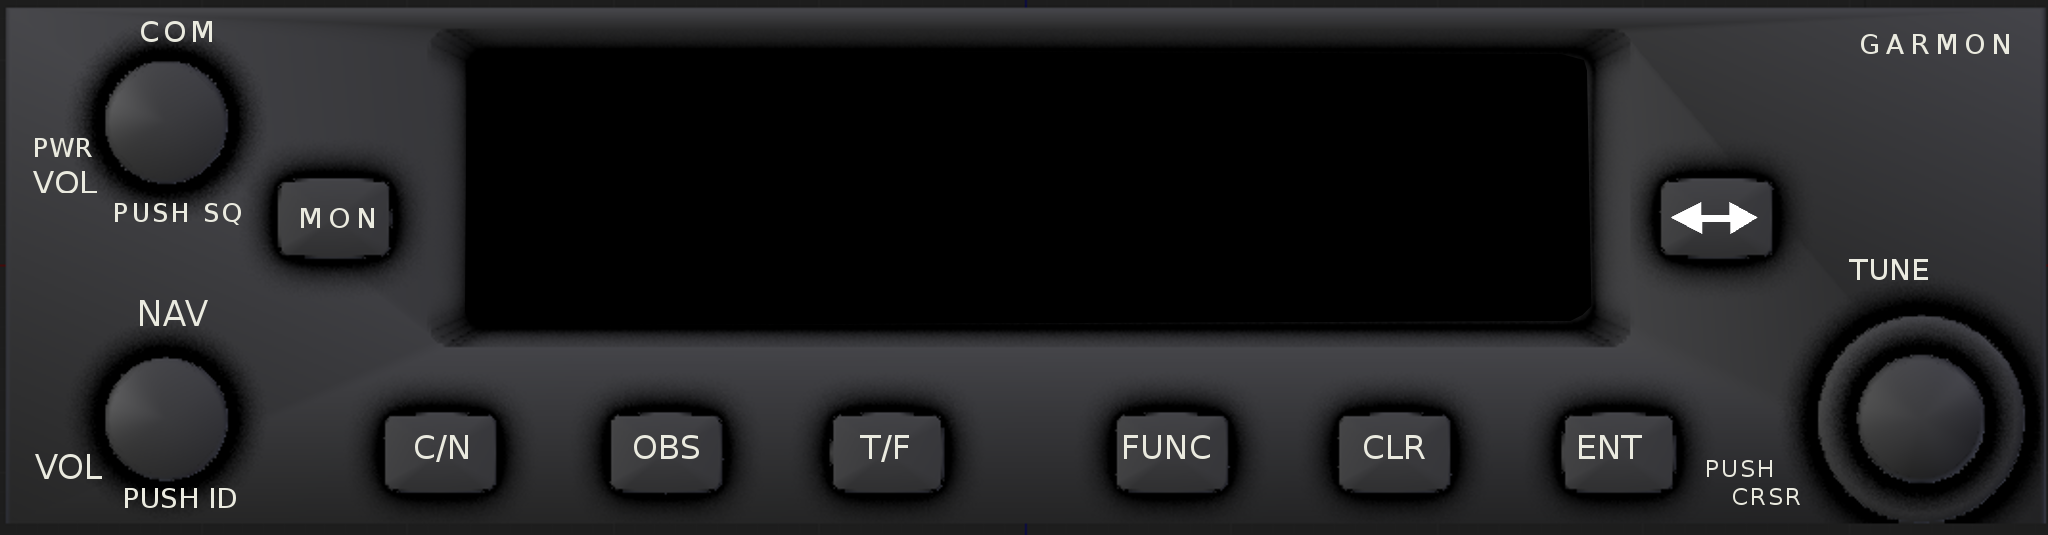 COM
GARMON
PWR
VOL
PUSH SQ
MON
TUNE
NAV
VOL
PUSH ID
C/N
OBS
T/F
FUNC
CLR
ENT
PUSH
CRSR